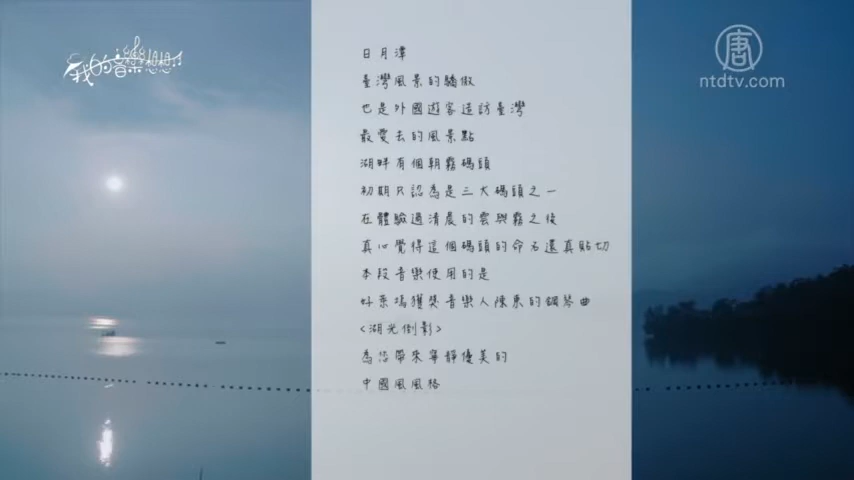 我的音樂想想
唐
ntdtv.com
日月潭
臺灣風景的驕傲
也是外國遊客造訪臺灣
最愛去的風景點
湖畔有個朝霧碼頭
初期只認為是三大碼頭之一
在體驗過清晨的雲與霧之後
真心覺得這個碼頭的命名還真貼切
本段音樂使用的是
好萊塢獲獎音樂人陳東的鋼琴曲
<湖光倒影>
為您帶來寧靜優美的
中國風風格